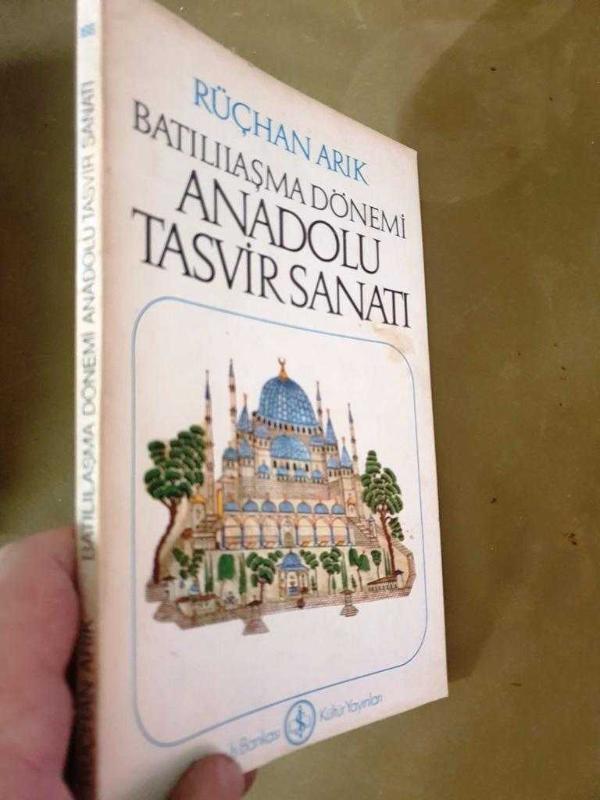 RÜÇHAN ARIK
BATILILAŞMA DÖNEMİ
ANADOLU
TASVİR SANATI
İş Bankası
Kültür Yayınları
RÜÇHAN ARIK BATILILAŞMA DÖNEMİ ANADOLU TASVİR SANATI